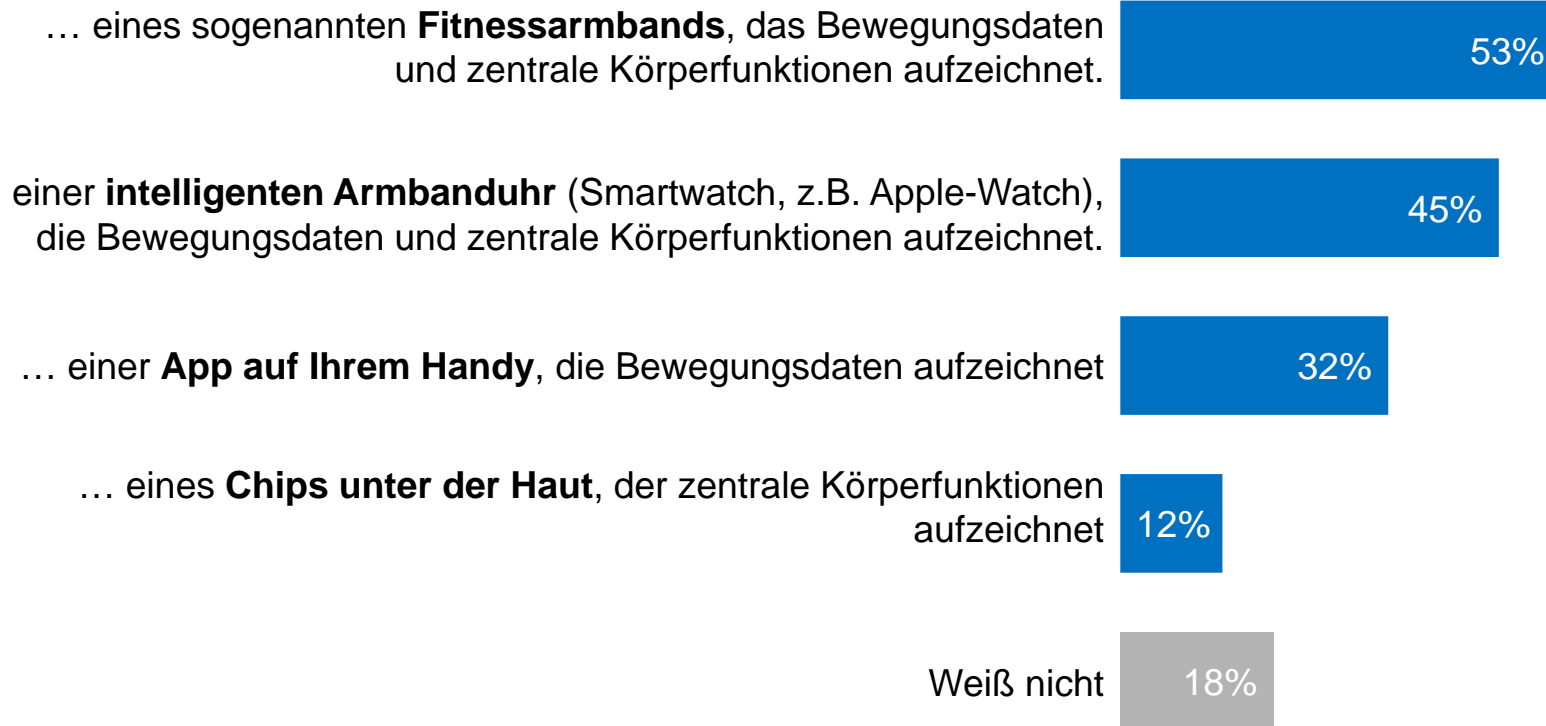 … eines sogenannten Fitnessarmbands, das Bewegungsdaten
und zentrale Körperfunktionen aufzeichnet.
53%
einer intelligenten Armbanduhr (Smartwatch, z.B. Apple-Watch),
die Bewegungsdaten und zentrale Körperfunktionen aufzeichnet.
45%
… einer App auf Ihrem Handy, die Bewegungsdaten aufzeichnet
32%
… eines Chips unter der Haut, der zentrale Körperfunktionen
aufzeichnet
12%
Weiß nicht
18%